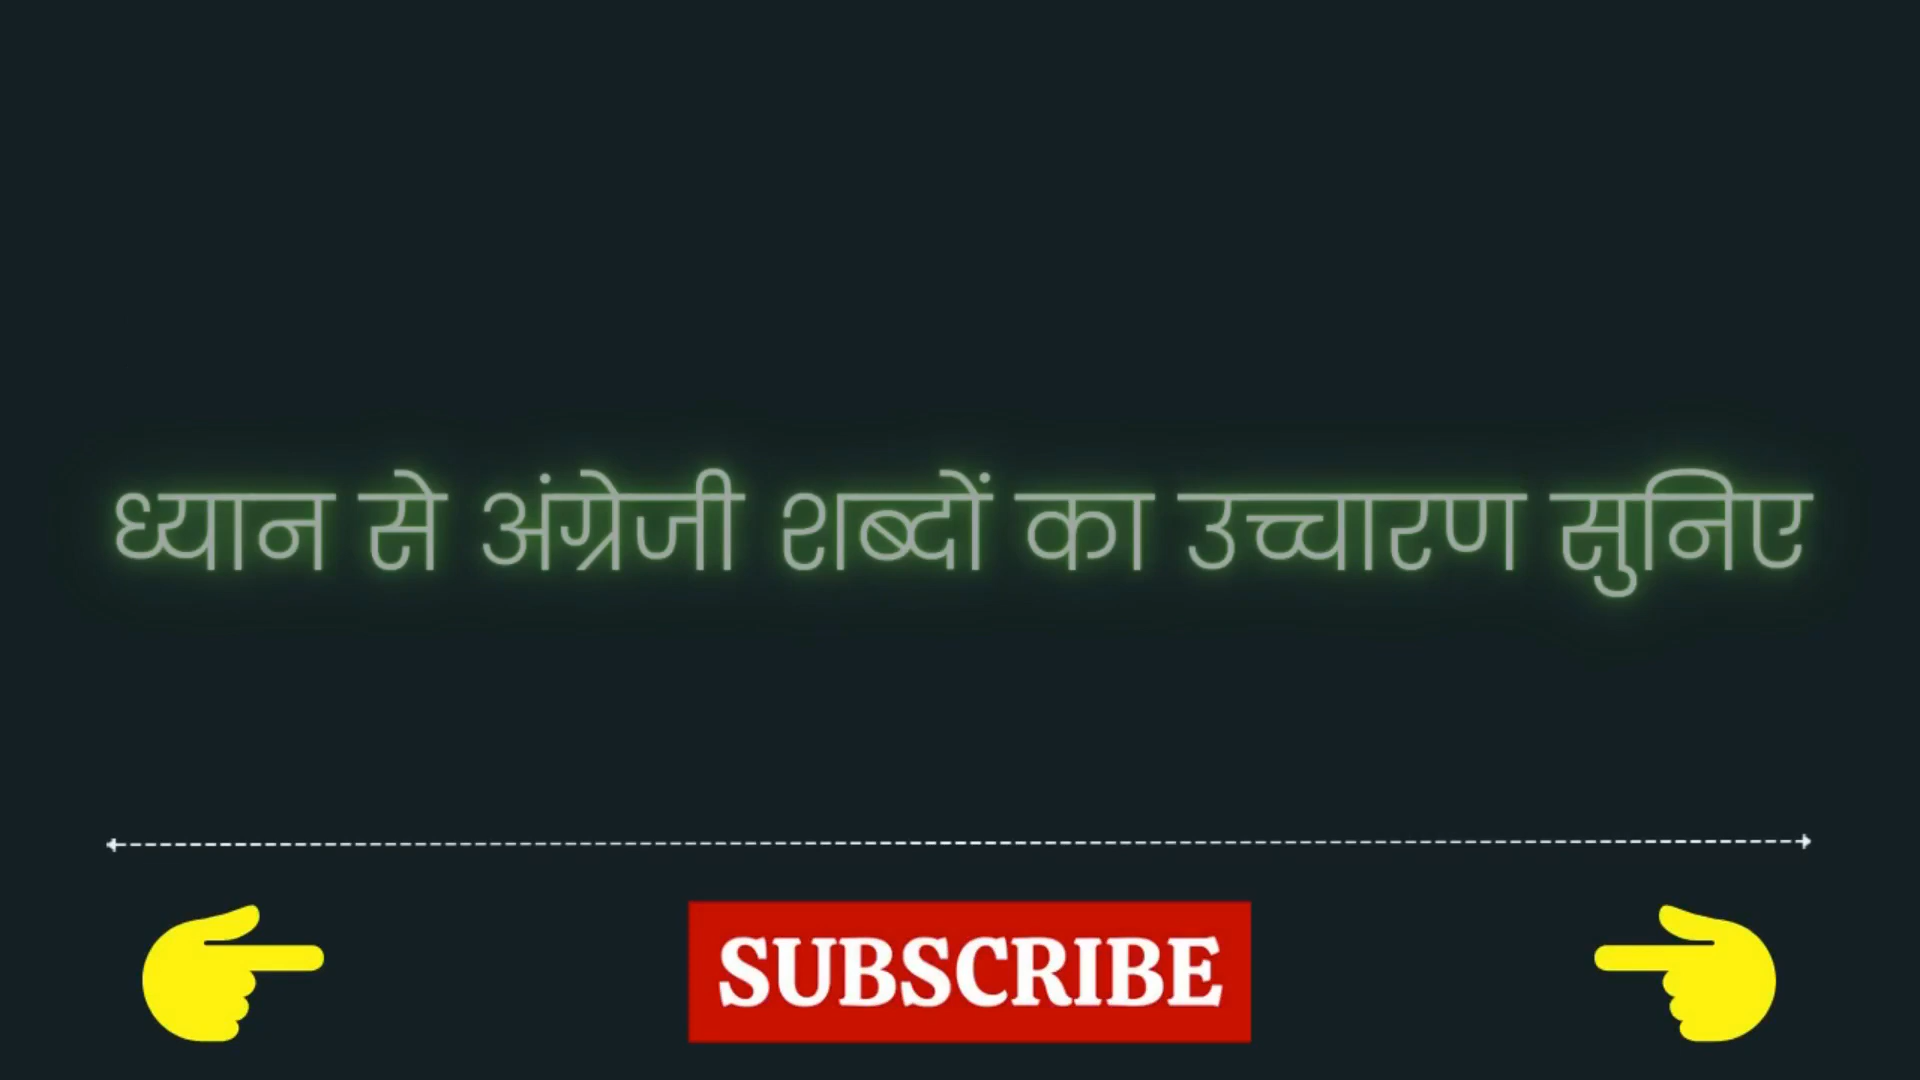 ध्यान से अंग्रेजी शब्दों का उच्चारण सुनिए
SUBSCRIBE